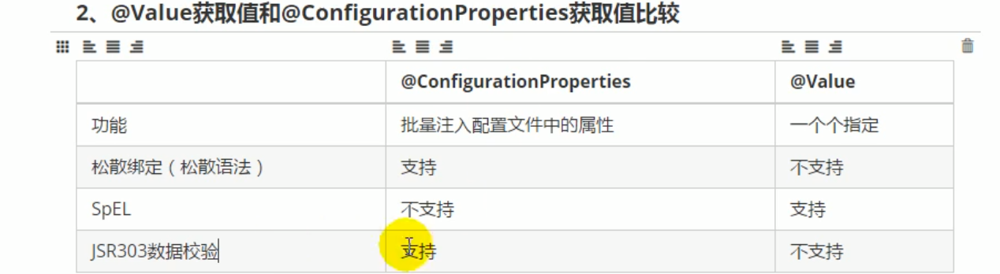 2、@Value获取值和@ConfigurationProperties获取值比较
@ConfigurationProperties @Value
功能 批量注入配置文件中的属性 一个个指定
松散绑定（松散语法） 支持 不支持
SpEL 不支持 支持
JSR303数据校验 支持 不支持